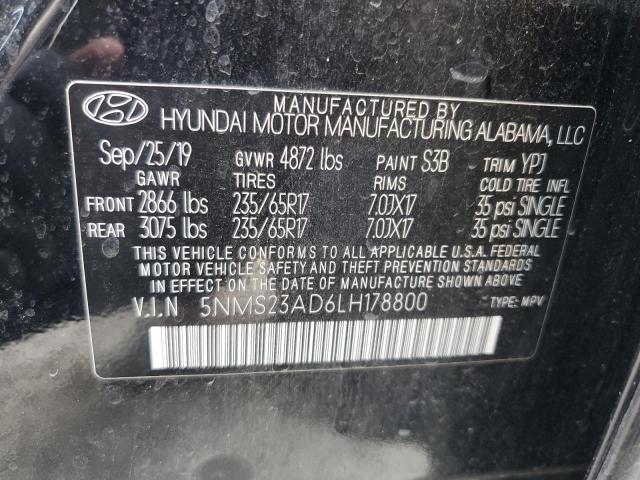 MANUFACTURED BY
HYUNDAI MOTOR MANUFACTURING ALABAMA, LLC
Sep/25/19 GVWR 4872 lbs PAINT S3B TRIM YPJ
GAWR TIRES RIMS COLD TIRE INFL
FRONT 2866 lbs 235/65R17 7.0JX17 35 psi SINGLE
REAR 3075 lbs 235/65R17 7.0JX17 35 psi SINGLE
THIS VEHICLE CONFORMS TO ALL APPLICABLE U.S.A. FEDERAL
MOTOR VEHICLE SAFETY AND THEFT PREVENTION STANDARDS IN
EFFECT ON THE DATE OF MANUFACTURE SHOWN ABOVE.
V.I.N 5NMS23AD6LH178800 TYPE: MPV